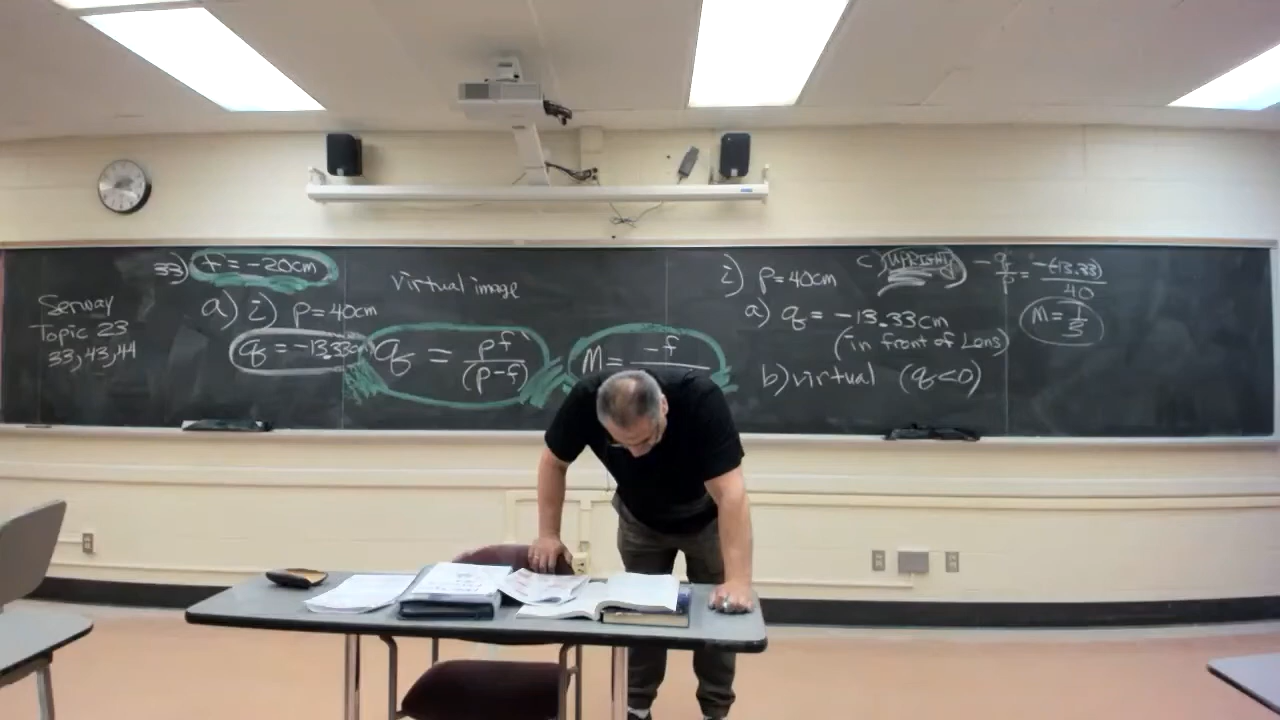 Serway
Topic 23
33, 43, 44
33) f = -20cm
a) i) p = 40cm
q = -13.33cm
virtual image
q = pf / (p-f)
M = -f
i) p = 40cm
a) q = -13.33cm
(in front of Lens)
b) virtual (q<0)
c) UPRIGHT
-q/p = -(-13.33)/40
M = 1/3